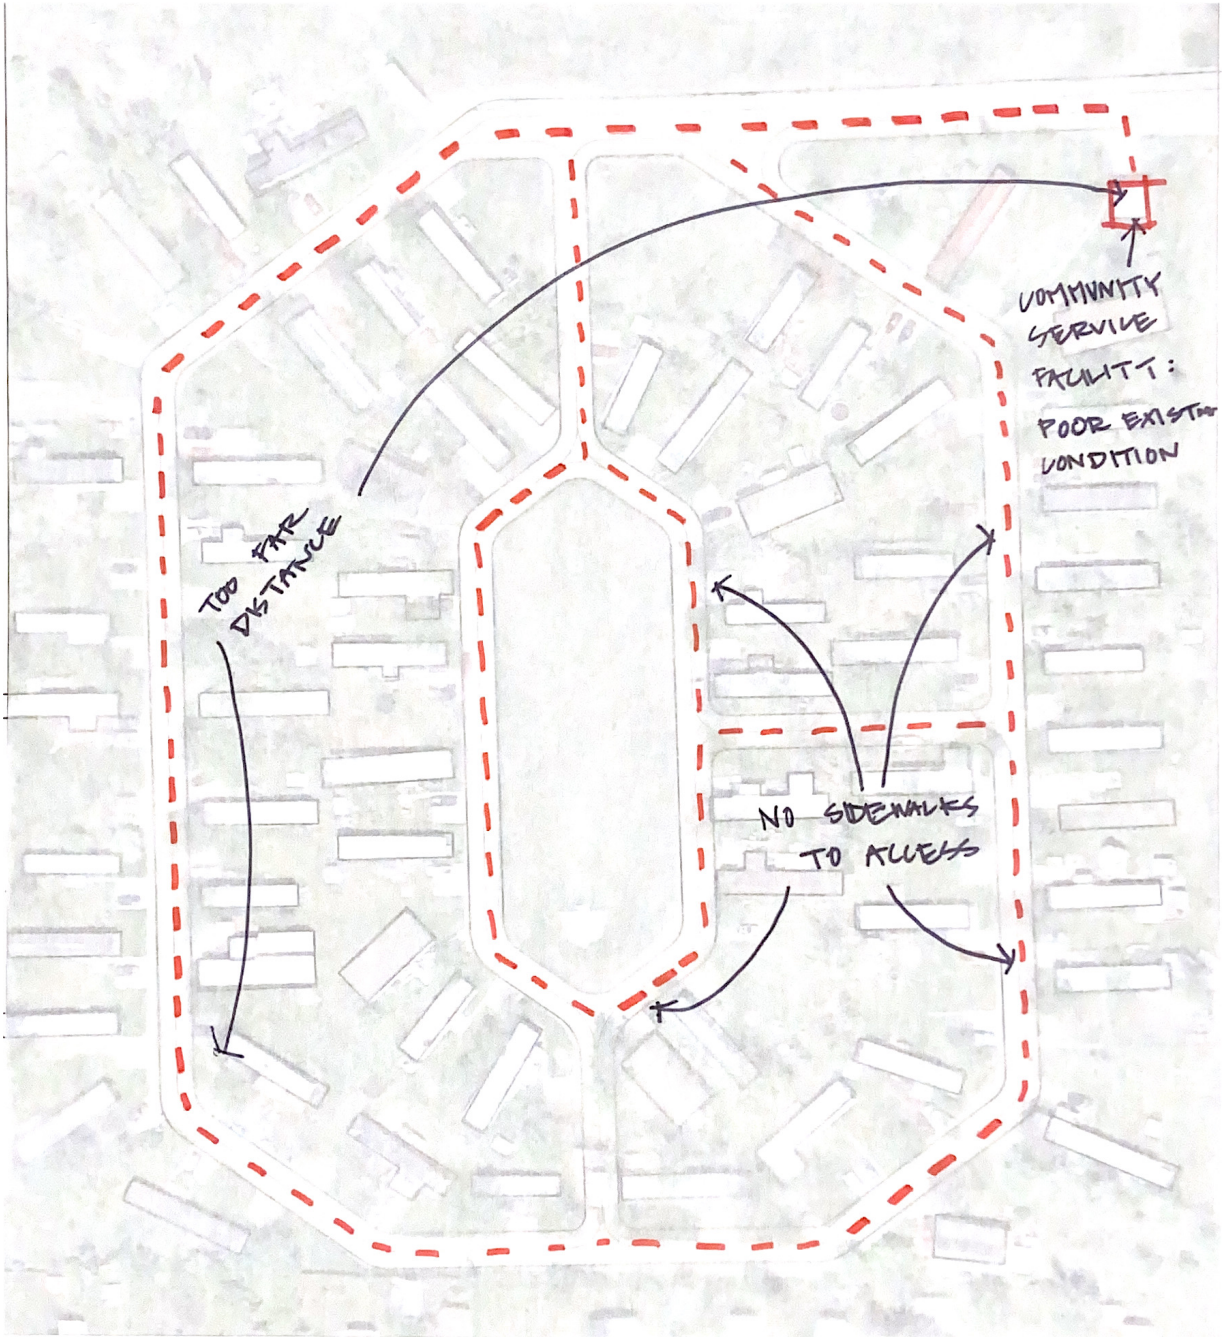 COMMUNITY
SERVICE
FACILITY:
POOR EXISTING
CONDITION
TOO FAR
DISTANCE
NO SIDEWALKS
TO ACCESS